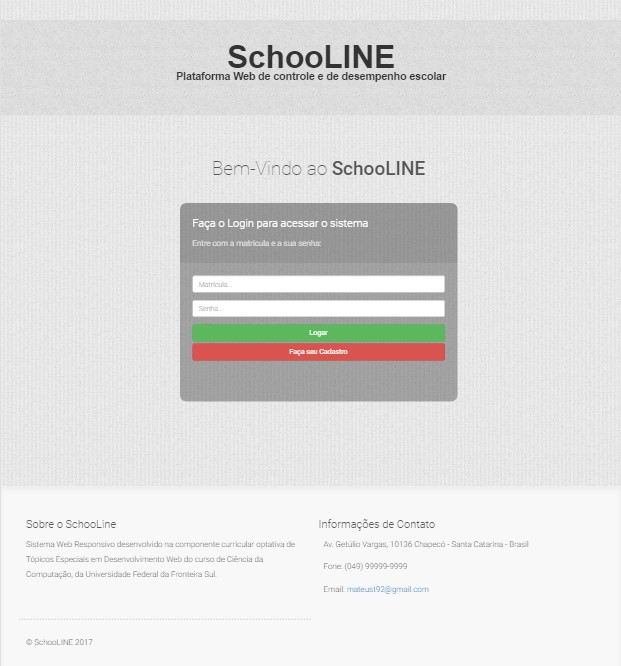 SchooLINE
Plataforma Web de controle e de desempenho escolar
Bem-Vindo ao SchooLINE
Faça o Login para acessar o sistema
Entre com a matrícula e a sua senha:
Matrícula...
Senha...
Logar
Faça seu Cadastro
Sobre o SchooLine
Sistema Web Responsivo desenvolvido na componente curricular optativa de
Tópicos Especiais em Desenvolvimento Web do curso de Ciência da
Computação, da Universidade Federal da Fronteira Sul.
Informações de Contato
Av. Getúlio Vargas, 10136 Chapecó - Santa Catarina - Brasil
Fone: (049) 99999-9999
Email: mateust92@gmail.com
© SchooLINE 2017